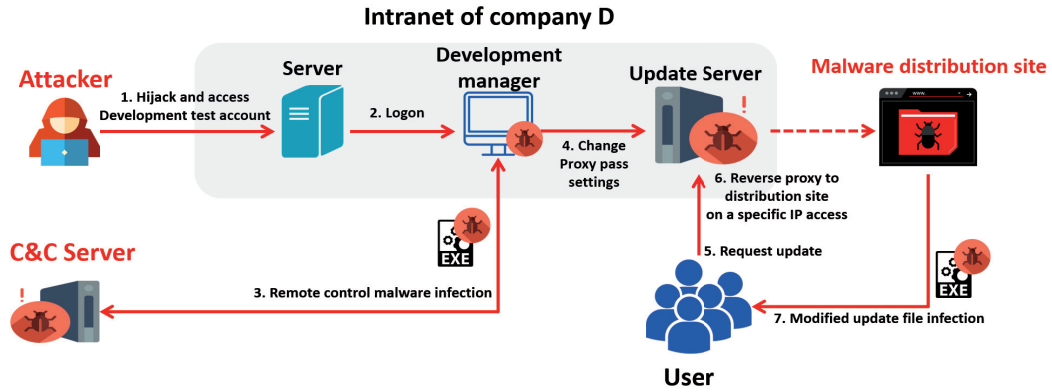 Intranet of company D
Attacker
Server
Development
manager
Update Server
Malware distribution site
1. Hijack and access
Development test account
2. Logon
4. Change
Proxy pass
settings
WWW.
6. Reverse proxy to
distribution site
on a specific IP access
C&C Server
EXE
5. Request update
EXE
3. Remote control malware infection
7. Modified update file infection
User